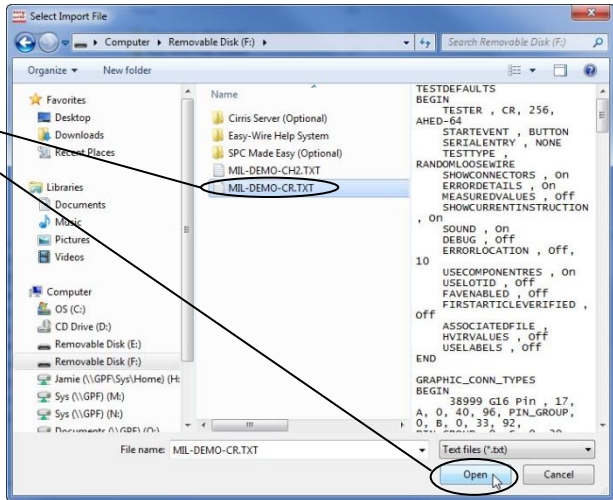 Select Import File
Computer ▸ Removable Disk (F:) ▸
Search Removable Disk (F:)
Organize
New folder
Favorites
Desktop
Downloads
Recent Places
Libraries
Documents
Music
Pictures
Videos
Computer
OS (C:)
CD Drive (D:)
Removable Disk (E:)
Removable Disk (F:)
Jamie (\\GPF\Sys\Home) (H:
Sys (\\GPF) (M:)
Sys (\\GPF) (N:)
Documents (\\GPF) (O:)
Name
Cirris Server (Optional)
Easy-Wire Help System
SPC Made Easy (Optional)
MIL-DEMO-CH2.TXT
MIL-DEMO-CR.TXT
TESTDEFAULTS
BEGIN
TESTER , CR, 256,
AHED-64
STARTEVENT , BUTTON
SERIALENTRY , NONE
TESTTYPE ,
RANDOMLOOSEWIRE
SHOWCONNECTORS , On
ERRORDETAILS , On
MEASUREDVALUES , Off
SHOWCURRENTINSTRUCTION
, On
SOUND , On
DEBUG , Off
ERRORLOCATION , Off,
10
USECOMPONENTRES , On
USELOTID , Off
FAVENABLED , Off
FIRSTARTICLEVERIFIED ,
Off
ASSOCIATEDFILE ,
HVIRVALUES , Off
USELABELS , Off
END
GRAPHIC_CONN_TYPES
BEGIN
38999 G16 Pin , 17,
A, 0, 40, 96, PIN_GROUP,
0, B, 0, 33, 92,
File name:
MIL-DEMO-CR.TXT
Text files (*.txt)
Open
Cancel